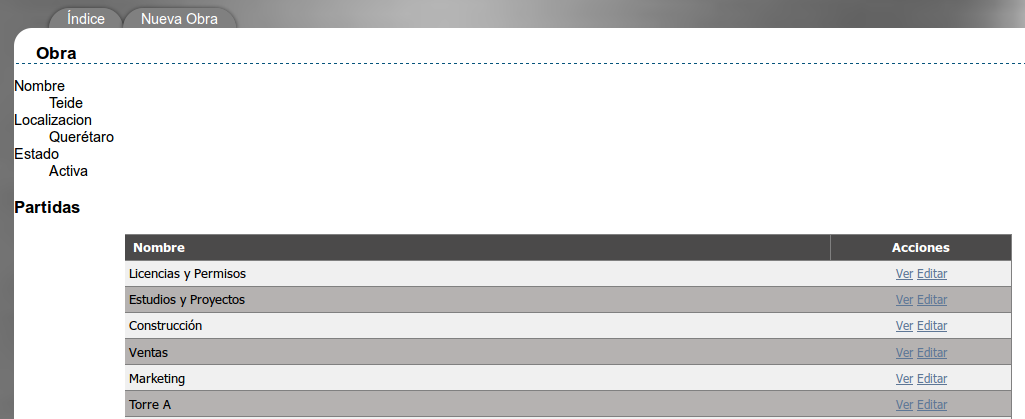 Índice Nueva Obra
Obra
Nombre
Teide
Localizacion
Querétaro
Estado
Activa
Partidas
Nombre Acciones
Licencias y Permisos Ver Editar
Estudios y Proyectos Ver Editar
Construcción Ver Editar
Ventas Ver Editar
Marketing Ver Editar
Torre A Ver Editar